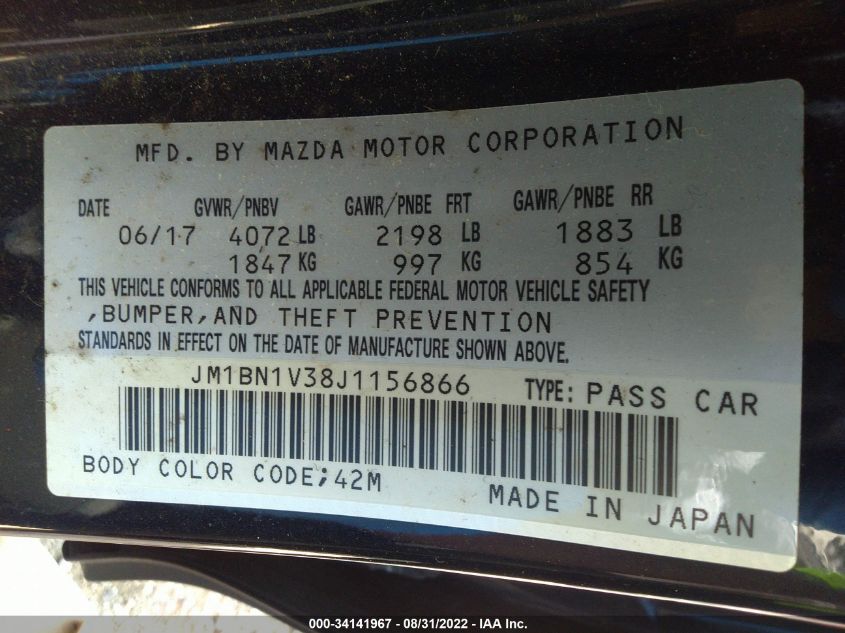 MFD. BY MAZDA MOTOR CORPORATION
DATE GVWR/PNBV GAWR/PNBE FRT GAWR/PNBE RR
06/17 4072 LB 2198 LB 1883 LB
1847 KG 997 KG 854 KG
THIS VEHICLE CONFORMS TO ALL APPLICABLE FEDERAL MOTOR VEHICLE SAFETY
,BUMPER,AND THEFT PREVENTION
STANDARDS IN EFFECT ON THE DATE OF MANUFACTURE SHOWN ABOVE.
JM1BN1V38J1156866 TYPE: PASS CAR
BODY COLOR CODE;42M
MADE IN JAPAN
000-34141967 - 08/31/2022 - IAA Inc.